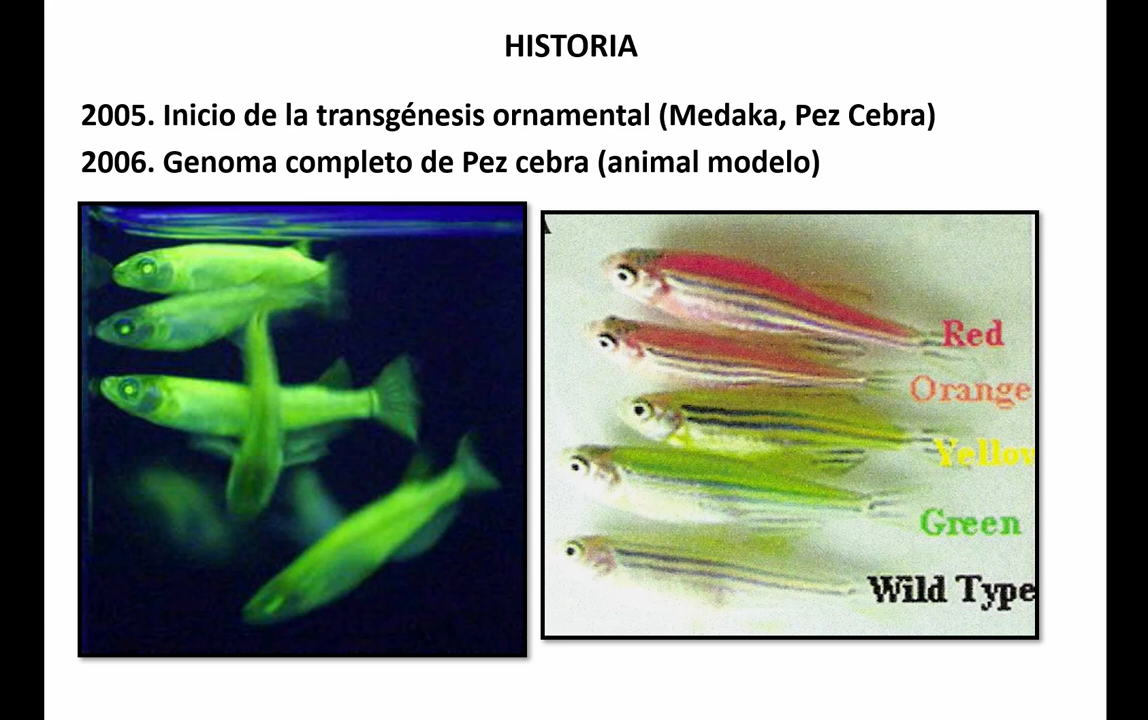 HISTORIA
2005. Inicio de la transgénesis ornamental (Medaka, Pez Cebra)
2006. Genoma completo de Pez cebra (animal modelo)
Red
Orange
Yellow
Green
Wild Type